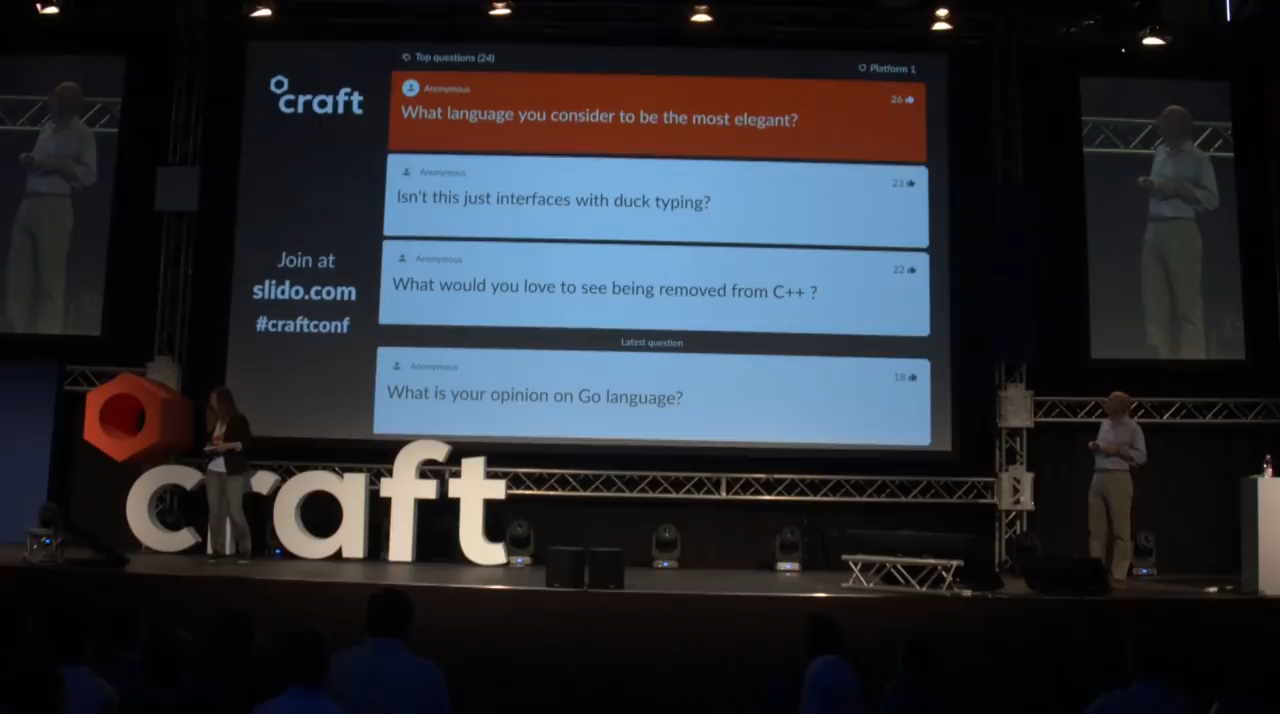 Top questions (24)
Platform 1
craft
Anonymous
26
What language you consider to be the most elegant?
Anonymous
23
Isn't this just interfaces with duck typing?
Anonymous
22
What would you love to see being removed from C++ ?
Join at
slido.com
#craftconf
Latest question
Anonymous
18
What is your opinion on Go language?
craft